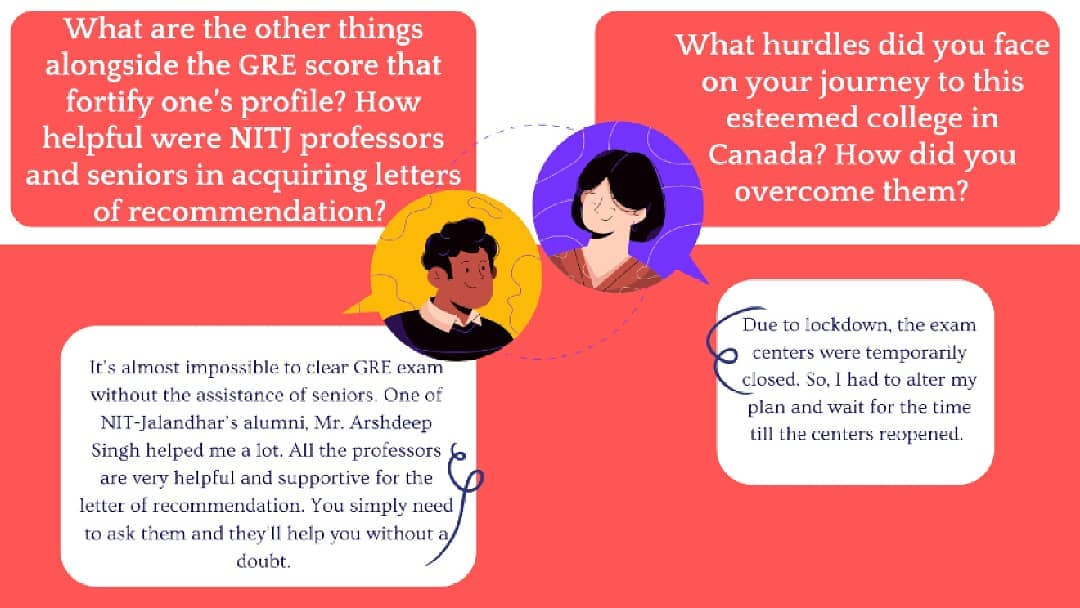 What are the other things
alongside the GRE score that
fortify one's profile? How
helpful were NITJ professors
and seniors in acquiring letters
of recommendation?
What hurdles did you face
on your journey to this
esteemed college in
Canada? How did you
overcome them?
It's almost impossible to clear GRE exam
without the assistance of seniors. One of
NIT-Jalandhar's alumni, Mr. Arshdeep
Singh helped me a lot. All the professors
are very helpful and supportive for the
letter of recommendation. You simply need
to ask them and they'll help you without a
doubt.
Due to lockdown, the exam
centers were temporarily
closed. So, I had to alter my
plan and wait for the time
till the centers reopened.